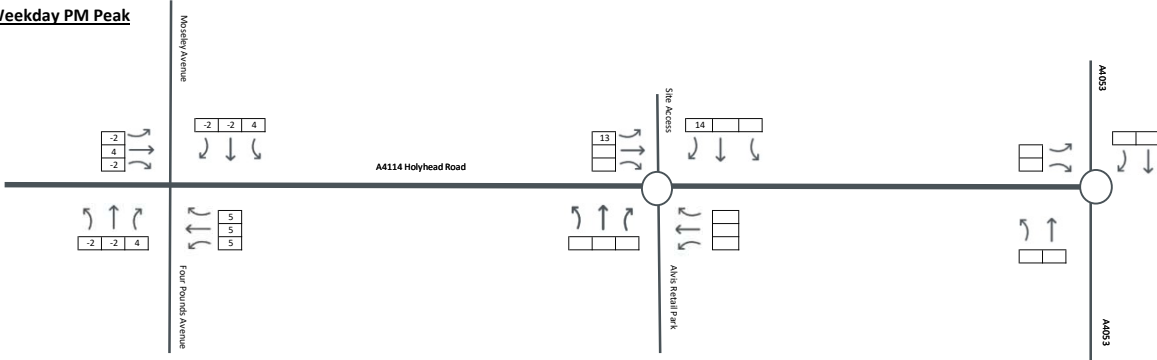 Weekday PM Peak
Moseley Avenue
Site Access
A4053
-2 -2 4
14
-2
4
-2
13
A4114 Holyhead Road
5
5
5
-2 -2 4
Four Pounds Avenue
Alvis Retail Park
A4053